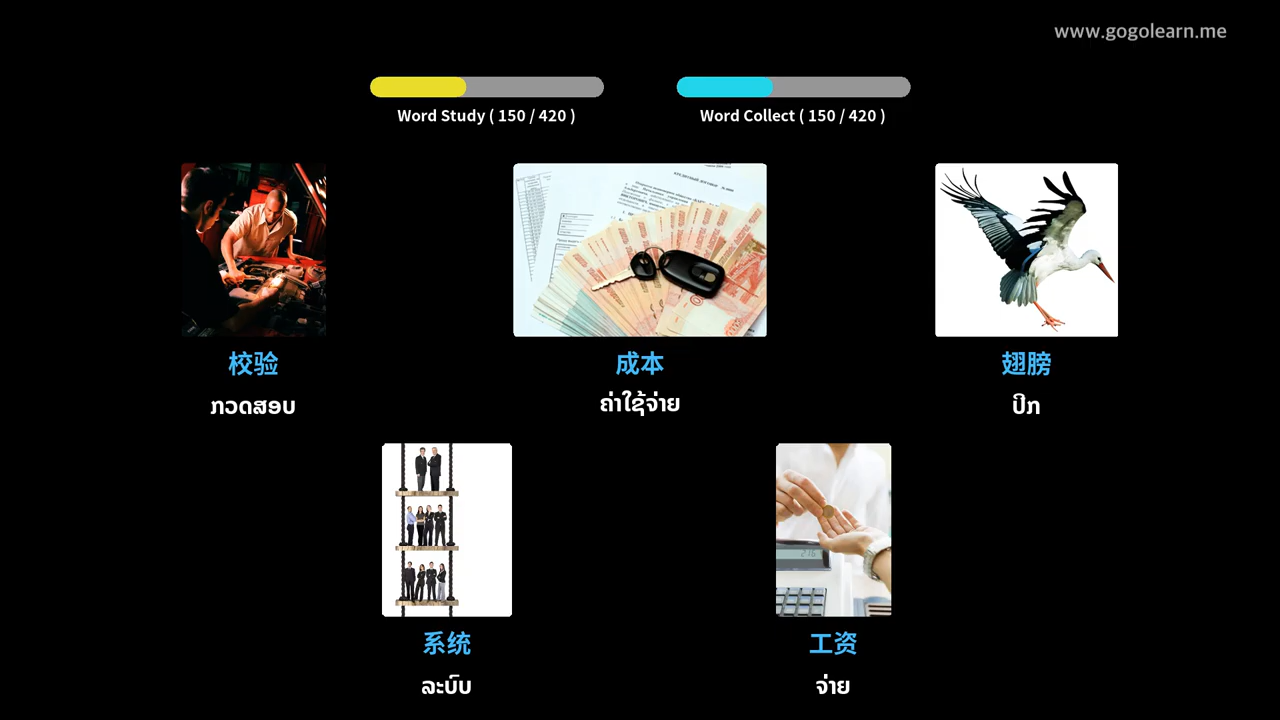 www.gogolearn.me
Word Study ( 150 / 420 )
Word Collect ( 150 / 420 )
校验
ກວດສອບ
成本
ຄ່າໃຊ້ຈ່າຍ
翅膀
ປີກ
系统
ລະບົບ
工资
ຈ່າຍ